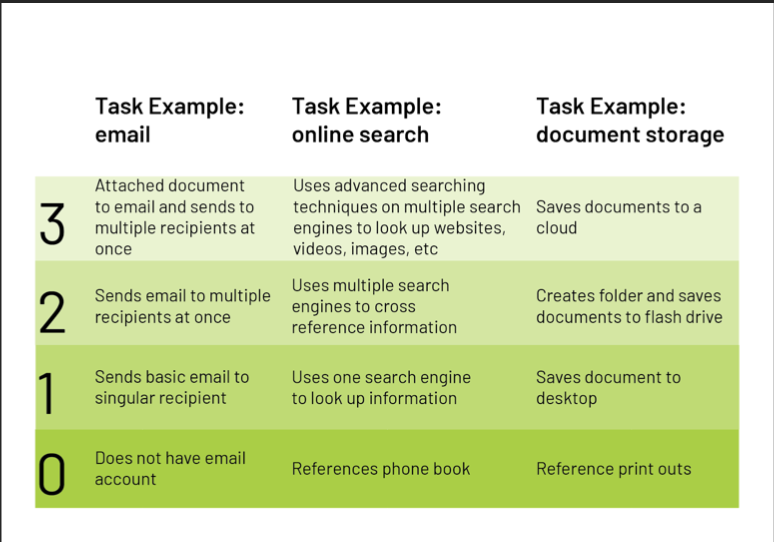 Task Example:
email
Task Example:
online search
Task Example:
document storage
3
Attached document
to email and sends to
multiple recipients at
once
Uses advanced searching
techniques on multiple search
engines to look up websites,
videos, images, etc
Saves documents to a
cloud
2
Sends email to multiple
recipients at once
Uses multiple search
engines to cross
reference information
Creates folder and saves
documents to flash drive
1
Sends basic email to
singular recipient
Uses one search engine
to look up information
Saves document to
desktop
0
Does not have email
account
References phone book
Reference print outs